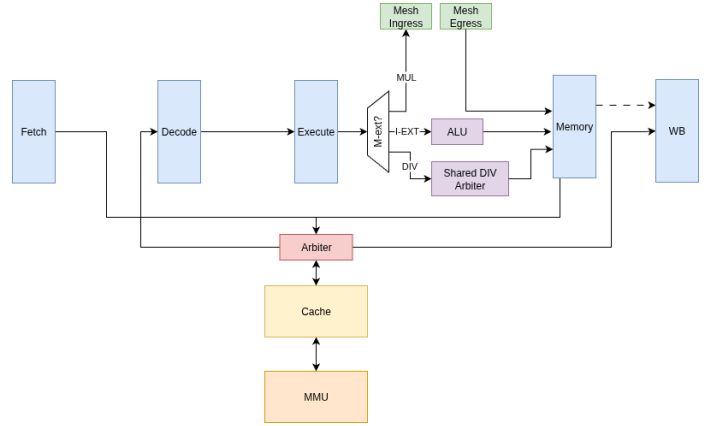 Mesh
Ingress
Mesh
Egress
MUL
Fetch
Decode
Execute
M-ext?
I-EXT
ALU
Memory
WB
DIV
Shared DIV
Arbiter
Arbiter
Cache
MMU